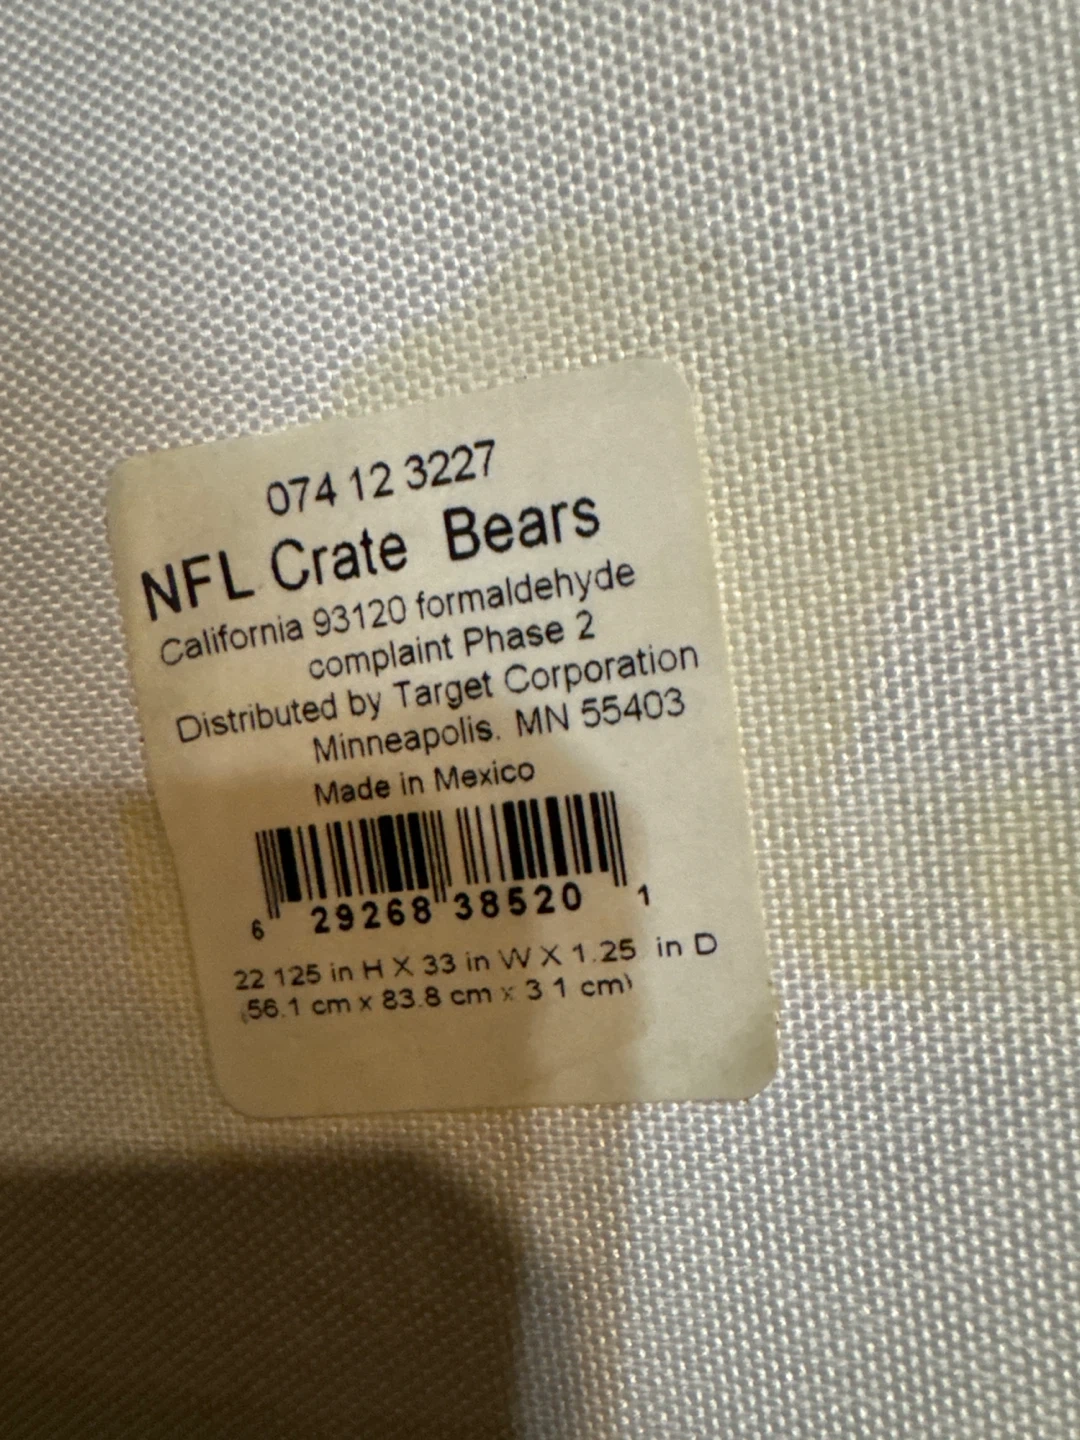 074 12 3227
NFL Crate Bears
California 93120 formaldehyde
complaint Phase 2
Distributed by Target Corporation
Minneapolis. MN 55403
Made in Mexico
6 29268 38520 1
22 125 in H X 33 in W X 1.25 in D
(56.1 cm x 83.8 cm x 3 1 cm)